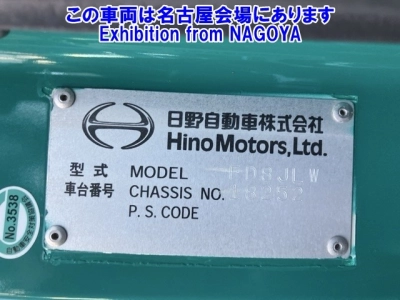 この車両は名古屋会場にあります
Exhibition from NAGOYA
日野自動車株式会社
Hino Motors, Ltd.
型式 MODEL FD8JLW
車台番号 CHASSIS NO.
P.S. CODE
No.3538